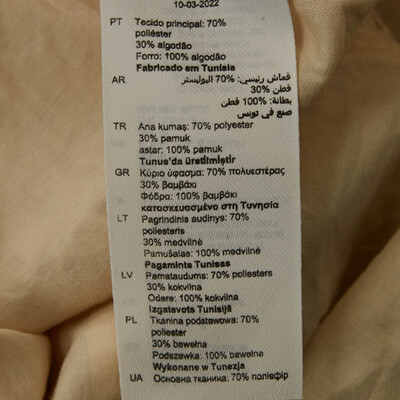 10-03-2022
PT Tecido principal: 70%
poliéster
30% algodão
Forro: 100% algodão
Fabricado em Tunísia
AR قماش رئيسي: 70% البوليستر
30% قطن
بطانة: 100% قطن
صنع في تونس
TR Ana kumaş: 70% polyester
30% pamuk
astar: 100% pamuk
Tunus'da üretilmiştir
GR Κύριο ύφασμα: 70% πολυεστέρας
30% βαμβάκι
Φόδρα: 100% βαμβάκι
κατασκευασμένο στη Τυνησία
LT Pagrindinis audinys: 70%
poliesteris
30% medvilnė
Pamušalas: 100% medvilnė
Pagaminta Tunisas
LV Pamataudums: 70% poliesters
30% kokvilna
Odere: 100% kokvilna
Izgatavots Tunisijā
PL Tkanina podstawowa: 70%
poliester
30% bawełna
Podszewka: 100% bawełna
Wykonane w Tunezja
UA Основна тканина: 70% поліефір